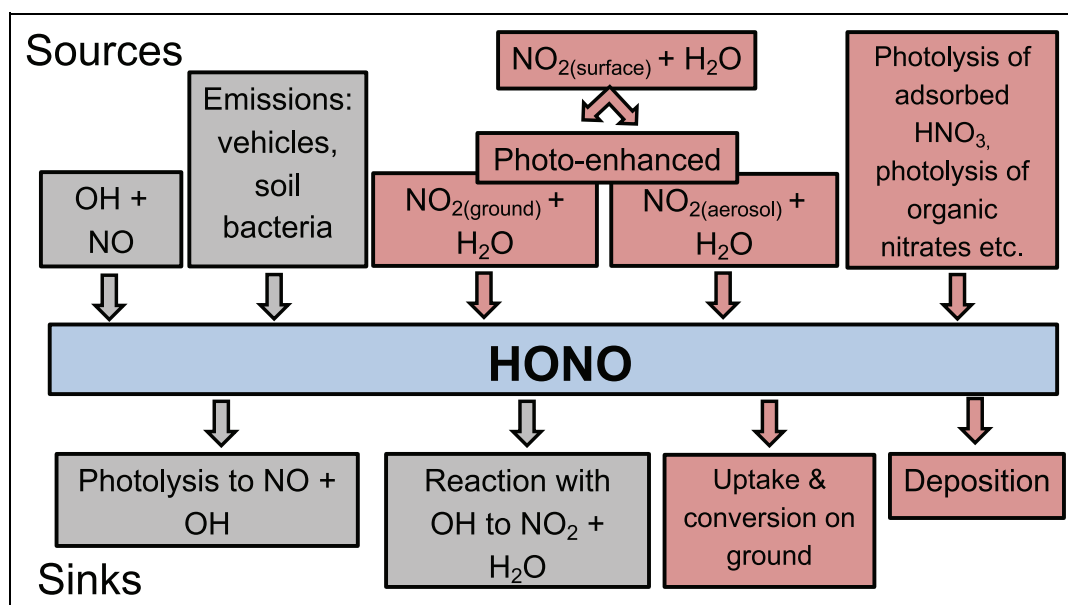 Sources
OH +
NO
Emissions:
vehicles,
soil
bacteria
NO₂(surface) + H₂O
Photo-enhanced
NO₂(ground) +
H₂O
NO₂(aerosol) +
H₂O
Photolysis of
adsorbed
HNO₃,
photolysis of
organic
nitrates etc.
HONO
Photolysis to NO +
OH
Reaction with
OH to NO₂ +
H₂O
Uptake &
conversion on
ground
Deposition
Sinks